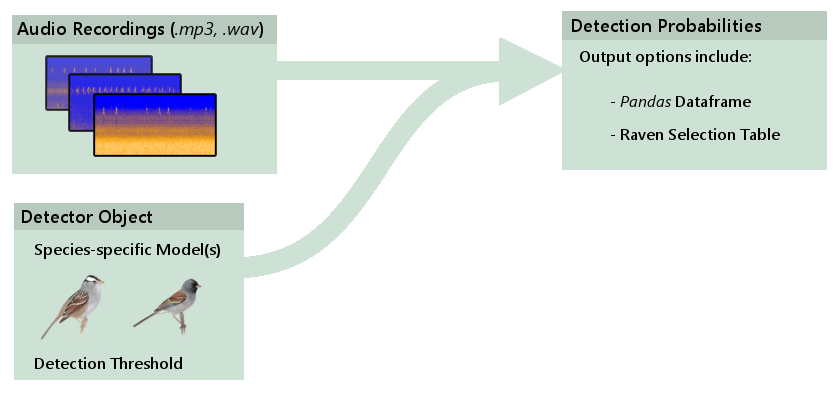 Audio Recordings (.mp3, .wav)
Detection Probabilities
Output options include:
- Pandas Dataframe
- Raven Selection Table
Detector Object
Species-specific Model(s)
Detection Threshold